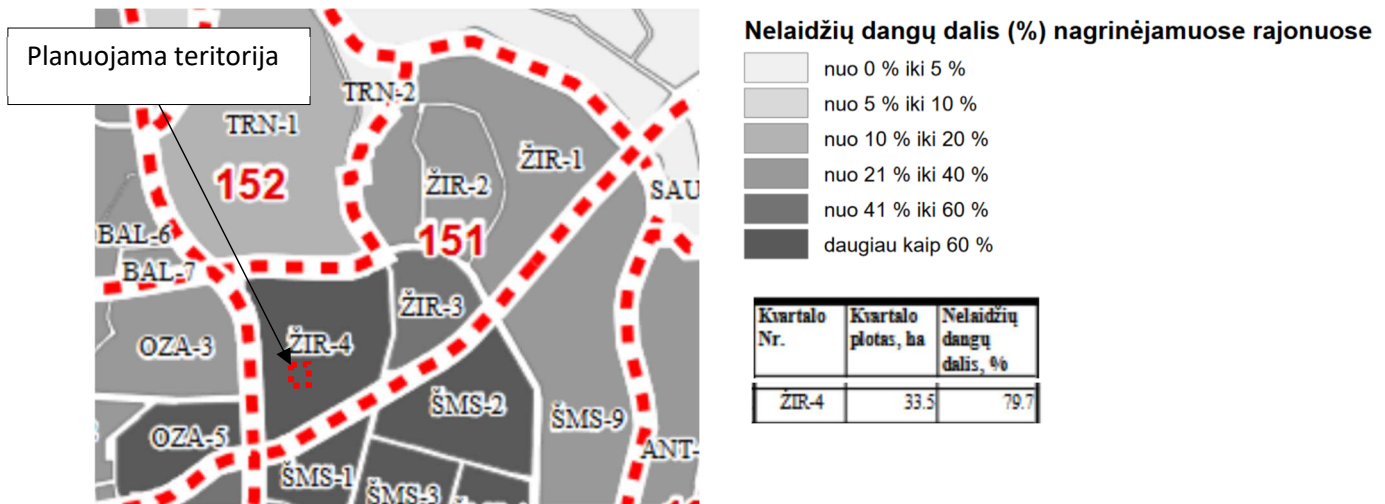 Planuojama teritorija
TRN-2
TRN-1
ŽIR-1
152
ŽIR-2
SAU
BAL-6
151
BAL-7
ŽIR-3
OZA-3
ŽIR-4
ŠMS-2
ŠMS-9
OZA-5
ANT-
ŠMS-1
ŠMS-3
Nelaidžių dangų dalis (%) nagrinėjamuose rajonuose
nuo 0 % iki 5 %
nuo 5 % iki 10 %
nuo 10 % iki 20 %
nuo 21 % iki 40 %
nuo 41 % iki 60 %
daugiau kaip 60 %
Kvartalo Kvartalo Nelaidžių
Nr. plotas, ha dangų
dalis, %
ŽIR-4 33.5 79.7